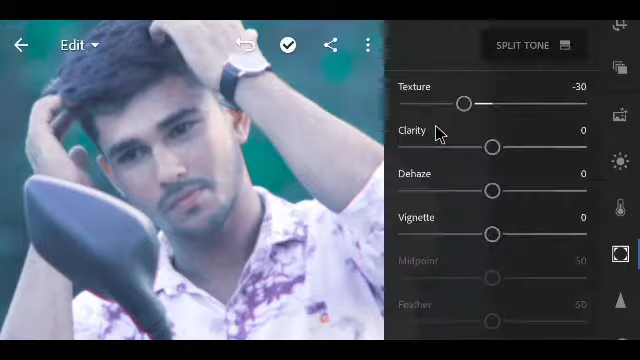 Edit
SPLIT TONE
Texture -30
Clarity 0
Dehaze 0
Vignette 0
Midpoint 50
Feather 50